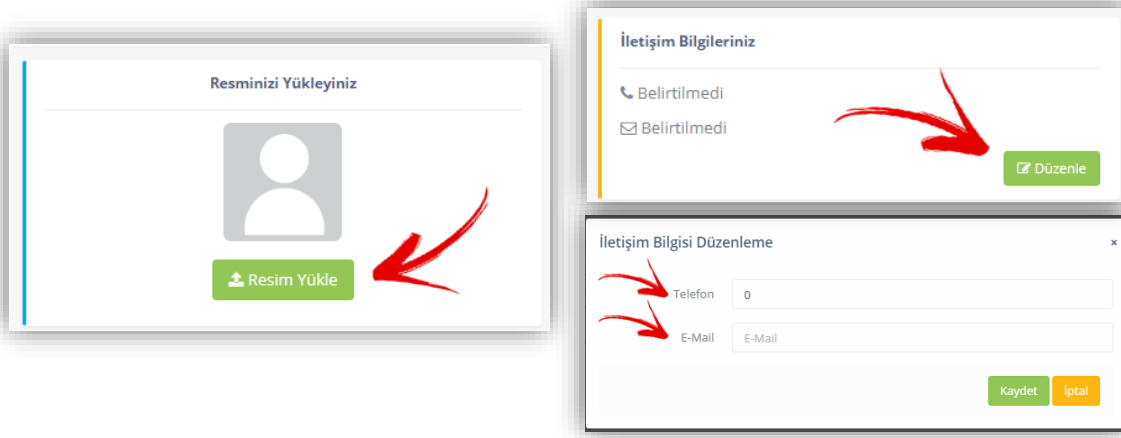 Resminizi Yükleyiniz
Resim Yükle
İletişim Bilgileriniz
Belirtilmedi
Belirtilmedi
Düzenle
İletişim Bilgisi Düzenleme ×
Telefon 0
E-Mail E-Mail
Kaydet İptal